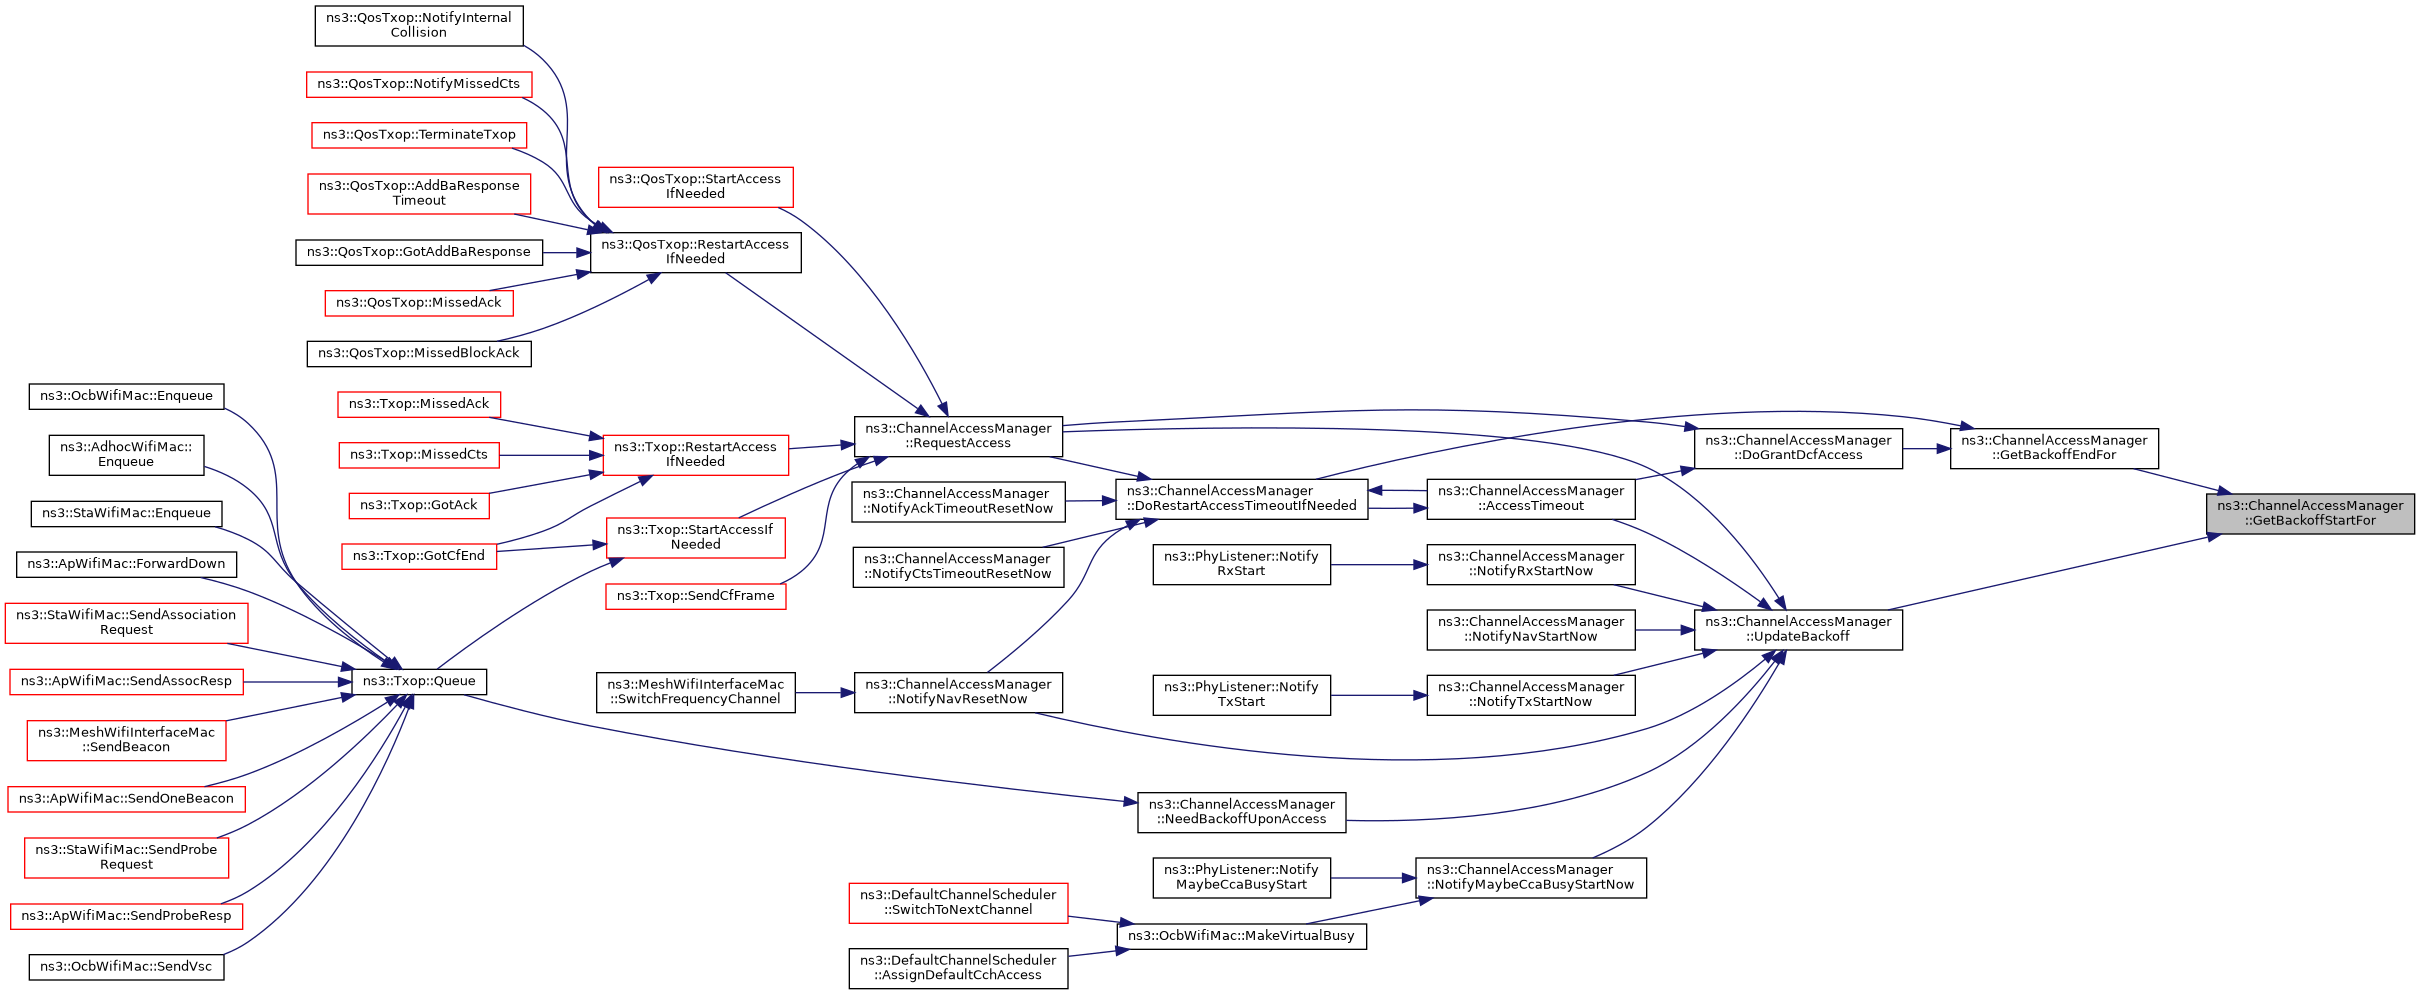 ns3::QosTxop::NotifyInternal
Collision
ns3::QosTxop::NotifyMissedCts
ns3::QosTxop::TerminateTxop
ns3::QosTxop::AddBaResponse
Timeout
ns3::QosTxop::GotAddBaResponse
ns3::QosTxop::MissedAck
ns3::QosTxop::MissedBlockAck
ns3::QosTxop::StartAccess
IfNeeded
ns3::QosTxop::RestartAccess
IfNeeded
ns3::OcbWifiMac::Enqueue
ns3::AdhocWifiMac::
Enqueue
ns3::StaWifiMac::Enqueue
ns3::ApWifiMac::ForwardDown
ns3::StaWifiMac::SendAssociation
Request
ns3::ApWifiMac::SendAssocResp
ns3::MeshWifiInterfaceMac
::SendBeacon
ns3::ApWifiMac::SendOneBeacon
ns3::StaWifiMac::SendProbe
Request
ns3::ApWifiMac::SendProbeResp
ns3::OcbWifiMac::SendVsc
ns3::Txop::MissedAck
ns3::Txop::MissedCts
ns3::Txop::GotAck
ns3::Txop::GotCfEnd
ns3::Txop::Queue
ns3::Txop::RestartAccess
IfNeeded
ns3::Txop::StartAccessIf
Needed
ns3::Txop::SendCfFrame
ns3::MeshWifiInterfaceMac
::SwitchFrequencyChannel
ns3::ChannelAccessManager
::RequestAccess
ns3::ChannelAccessManager
::NotifyAckTimeoutResetNow
ns3::ChannelAccessManager
::NotifyCtsTimeoutResetNow
ns3::ChannelAccessManager
::NotifyNavResetNow
ns3::DefaultChannelScheduler
::SwitchToNextChannel
ns3::DefaultChannelScheduler
::AssignDefaultCchAccess
ns3::ChannelAccessManager
::DoRestartAccessTimeoutIfNeeded
ns3::PhyListener::Notify
RxStart
ns3::PhyListener::Notify
TxStart
ns3::ChannelAccessManager
::NeedBackoffUponAccess
ns3::PhyListener::Notify
MaybeCcaBusyStart
ns3::OcbWifiMac::MakeVirtualBusy
ns3::ChannelAccessManager
::AccessTimeout
ns3::ChannelAccessManager
::NotifyRxStartNow
ns3::ChannelAccessManager
::NotifyNavStartNow
ns3::ChannelAccessManager
::NotifyTxStartNow
ns3::ChannelAccessManager
::NotifyMaybeCcaBusyStartNow
ns3::ChannelAccessManager
::DoGrantDcfAccess
ns3::ChannelAccessManager
::UpdateBackoff
ns3::ChannelAccessManager
::GetBackoffEndFor
ns3::ChannelAccessManager
::GetBackoffStartFor